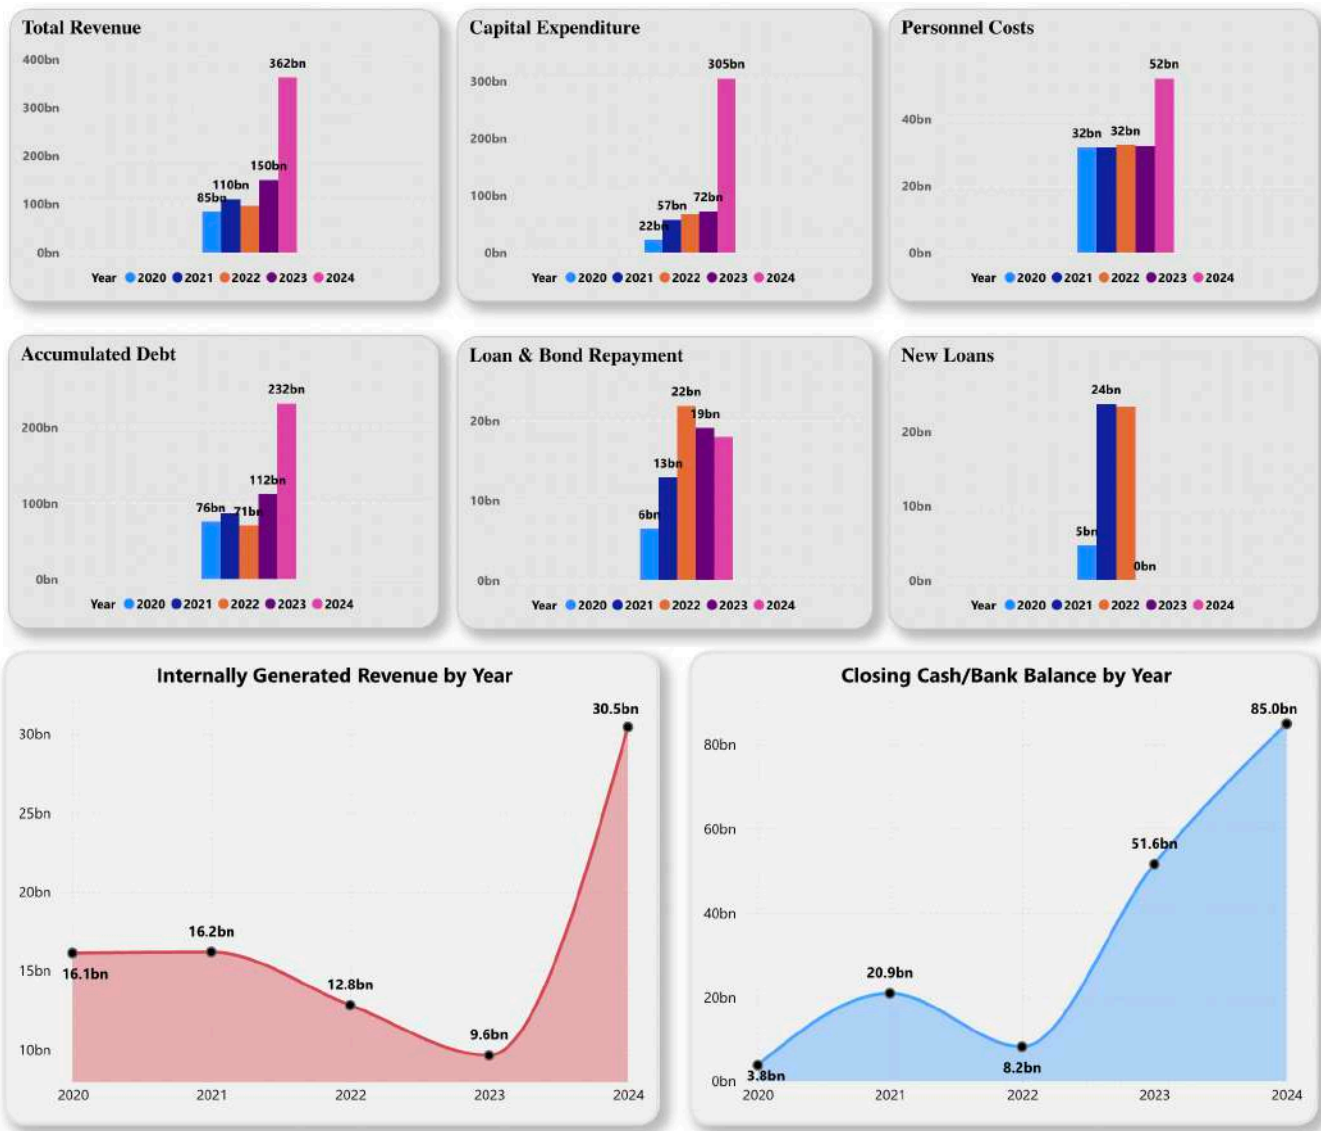 Total Revenue
400bn
300bn
200bn
100bn
0bn
85bn
110bn
150bn
362bn
Year 2020 2021 2022 2023 2024
Capital Expenditure
300bn
200bn
100bn
0bn
22bn
57bn
72bn
305bn
Year 2020 2021 2022 2023 2024
Personnel Costs
40bn
20bn
0bn
32bn
32bn
52bn
Year 2020 2021 2022 2023 2024
Accumulated Debt
200bn
100bn
0bn
76bn
71bn
112bn
232bn
Year 2020 2021 2022 2023 2024
Loan & Bond Repayment
20bn
10bn
0bn
6bn
13bn
22bn
19bn
Year 2020 2021 2022 2023 2024
New Loans
20bn
10bn
0bn
5bn
24bn
0bn
Year 2020 2021 2022 2023 2024
Internally Generated Revenue by Year
30bn
25bn
20bn
15bn
10bn
16.1bn
16.2bn
12.8bn
9.6bn
30.5bn
2020 2021 2022 2023 2024
Closing Cash/Bank Balance by Year
80bn
60bn
40bn
20bn
0bn
3.8bn
20.9bn
8.2bn
51.6bn
85.0bn
2020 2021 2022 2023 2024